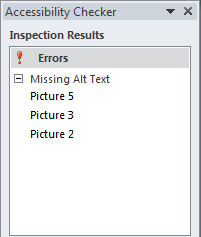 Accessibility Checker
Inspection Results
Errors
Missing Alt Text
Picture 5
Picture 3
Picture 2